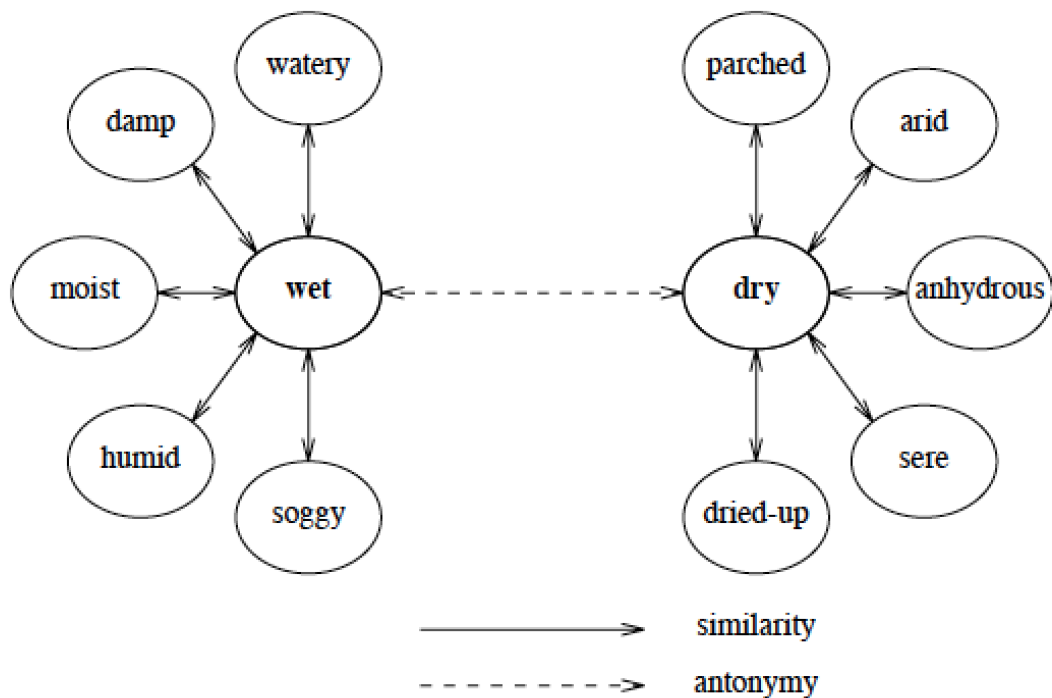 watery
parched
damp
arid
moist
wet
dry
anhydrous
humid
sere
soggy
dried-up
similarity
antonymy